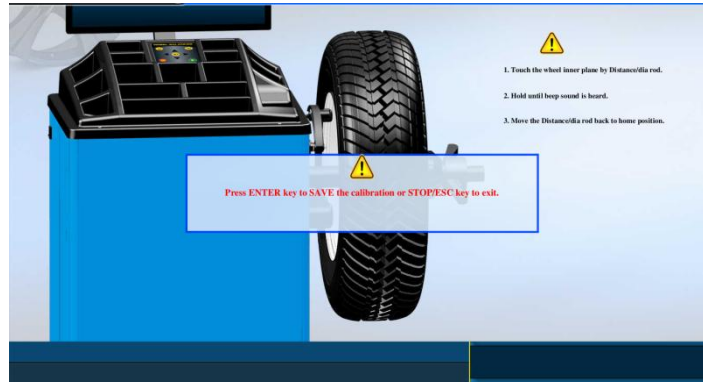 1. Touch the wheel inner plane by Distance/dia rod.
2. Hold until beep sound is heard.
3. Move the Distance/dia rod back to home position.
Press ENTER key to SAVE the calibration or STOP/ESC key to exit.